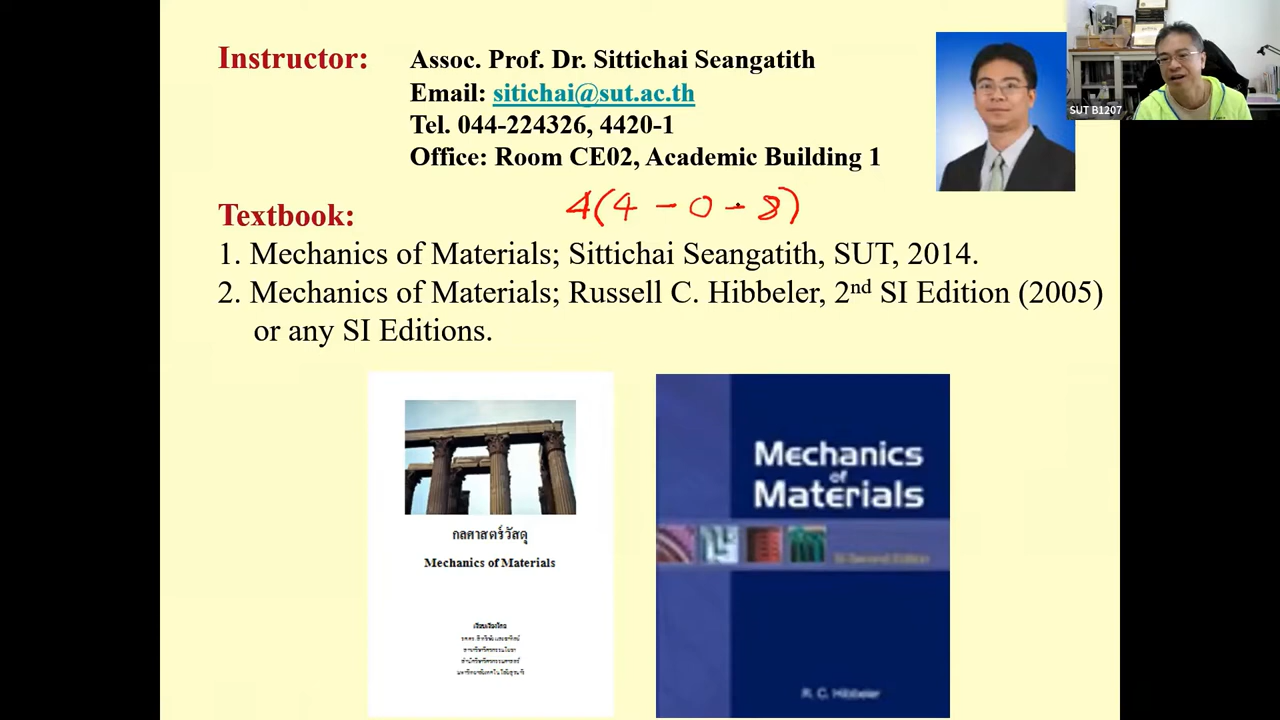 Instructor:
Assoc. Prof. Dr. Sittichai Seangatith
Email: sitichai@sut.ac.th
Tel. 044-224326, 4420-1
Office: Room CE02, Academic Building 1
SUT B1207
4(4 - 0 - 8)
Textbook:
1. Mechanics of Materials; Sittichai Seangatith, SUT, 2014.
2. Mechanics of Materials; Russell C. Hibbeler, 2nd SI Edition (2005)
or any SI Editions.
กลศาสตร์วัสดุ
Mechanics of Materials
Mechanics
of
Materials
SI Second Edition
R. C. Hibbeler